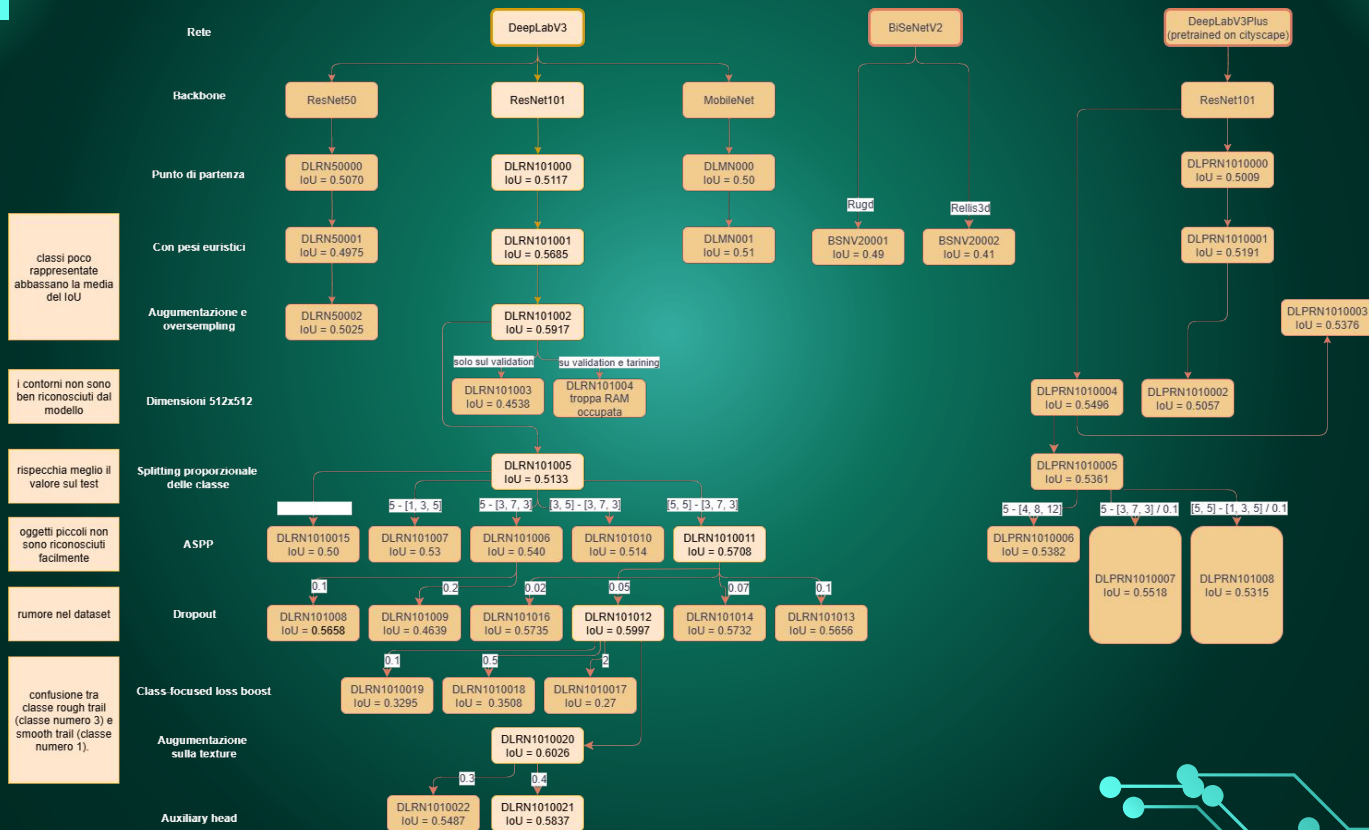 Rete
DeepLabV3
BiSeNetV2
DeepLabV3Plus
(pretrained on cityscape)
Backbone
ResNet50
ResNet101
MobileNet
ResNet101
Punto di partenza
DLRN50000
IoU = 0.5070
DLRN101000
IoU = 0.5117
DLMN000
IoU = 0.50
DLPRN1010000
IoU = 0.5009
Rugd
Rellis3d
classi poco
rappresentate
abbassano la media
del IoU
Con pesi euristici
DLRN50001
IoU = 0.4975
DLRN101001
IoU = 0.5685
DLMN001
IoU = 0.51
BSNV20001
IoU = 0.49
BSNV20002
IoU = 0.41
DLPRN1010001
IoU = 0.5191
Augumentazione e
oversempling
DLRN50002
IoU = 0.5025
DLRN101002
IoU = 0.5917
DLPRN1010003
IoU = 0.5376
solo sul validation
su validation e tarining
i contorni non sono
ben riconosciuti dal
modello
Dimensioni 512x512
DLRN101003
IoU = 0.4538
DLRN101004
troppa RAM
occupata
DLPRN1010004
IoU = 0.5496
DLPRN1010002
IoU = 0.5057
rispecchia meglio il
valore sul test
Splitting proporzionale
delle classe
DLRN101005
IoU = 0.5133
DLPRN1010005
IoU = 0.5361
5 - [1, 3, 5]
5 - [3, 7, 3]
[3, 5] - [3, 7, 3]
[5, 5] - [3, 7, 3]
5 - [4, 8, 12]
5 - [3, 7, 3] / 0.1
[5, 5] - [1, 3, 5] / 0.1
oggetti piccoli non
sono riconosciuti
facilmente
ASPP
DLRN1010015
IoU = 0.50
DLRN101007
IoU = 0.53
DLRN101006
IoU = 0.540
DLRN101010
IoU = 0.514
DLRN1010011
IoU = 0.5708
DLPRN1010006
IoU = 0.5382
DLPRN1010007
IoU = 0.5518
DLPRN101008
IoU = 0.5315
0.1
0.2
0.02
0.05
0.07
0.1
rumore nel dataset
Dropout
DLRN101008
IoU = 0.5658
DLRN101009
IoU = 0.4639
DLRN101016
IoU = 0.5735
DLRN101012
IoU = 0.5997
DLRN101014
IoU = 0.5732
DLRN101013
IoU = 0.5656
0.1
0.5
2
confusione tra
classe rough trail
(classe numero 3) e
smooth trail (classe
numero 1).
Class-focused loss boost
DLRN1010019
IoU = 0.3295
DLRN1010018
IoU = 0.3508
DLRN1010017
IoU = 0.27
Augumentazione
sulla texture
DLRN1010020
IoU = 0.6026
0.3
0.4
Auxiliary head
DLRN1010022
IoU = 0.5487
DLRN1010021
IoU = 0.5837